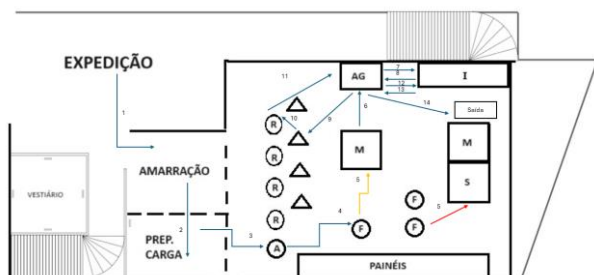 EXPEDIÇÃO
1
AMARRAÇÃO
VESTIÁRIO
2
PREP.
CARGA
3
A
R
R
R
R
11
10
9
AG
7
8
12
13
I
14
Saída
6
M
5
4
F
F
F
5
M
S
PAINÉIS